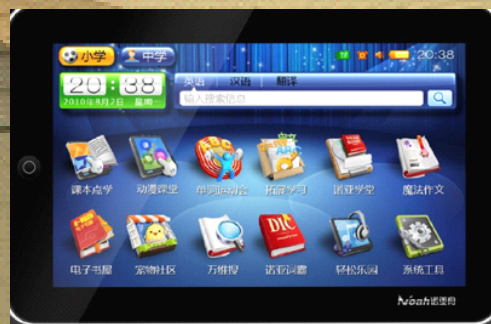 小学 中学 20:38
20:38 英语 汉语 翻译
2010年8月2日 星期一 输入搜索信息
课本点学 动漫课堂 单词运动会 拓展学习 诺亚学堂 魔法作文
电子书屋 宠物社区 万维搜 诺亚词霸 轻松乐园 系统工具
Noah诺亚舟